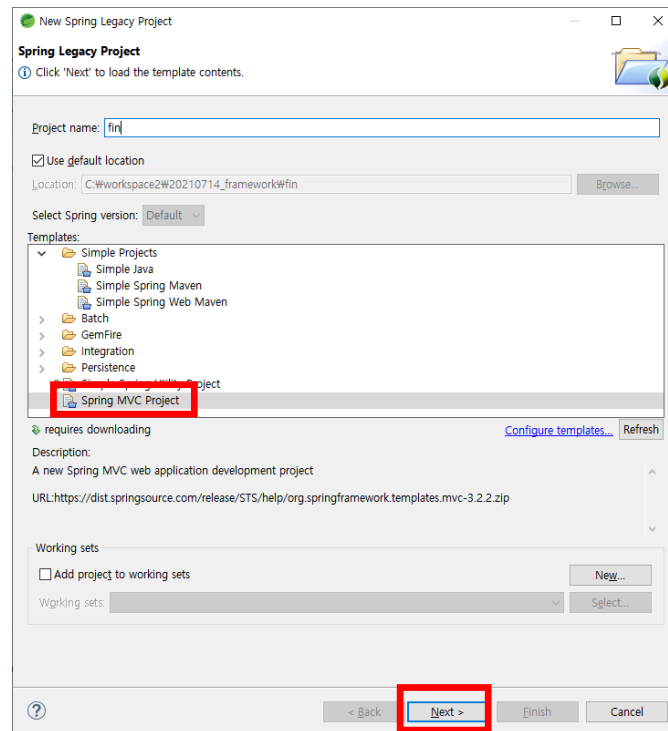 New Spring Legacy Project
Spring Legacy Project
Click 'Next' to load the template contents.
Project name: fin
Use default location
Location: C:₩workspace2₩20210714_framework₩fin Browse...
Select Spring version: Default
Templates:
Simple Projects
Simple Java
Simple Spring Maven
Simple Spring Web Maven
Batch
GemFire
Integration
Persistence
Simple Spring Utility Project
Spring MVC Project
requires downloading Configure templates... Refresh
Description:
A new Spring MVC web application development project
URL:https://dist.springsource.com/release/STS/help/org.springframework.templates.mvc-3.2.2.zip
Working sets
Add project to working sets New...
Working sets: Select...
? < Back Next > Finish Cancel